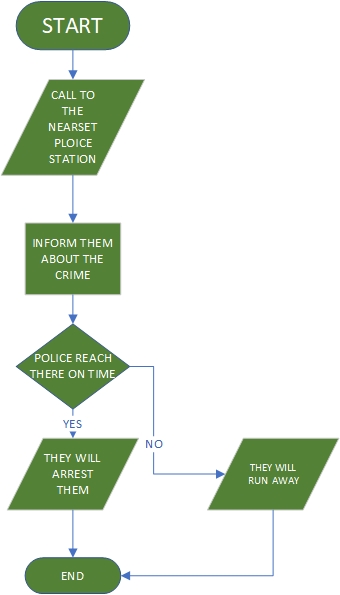 START
CALL TO
THE
NEARSET
PLOICE
STATION
INFORM THEM
ABOUT THE
CRIME
POLICE REACH
THERE ON TIME
YES
NO
THEY WILL
ARREST
THEM
THEY WILL
RUN AWAY
END